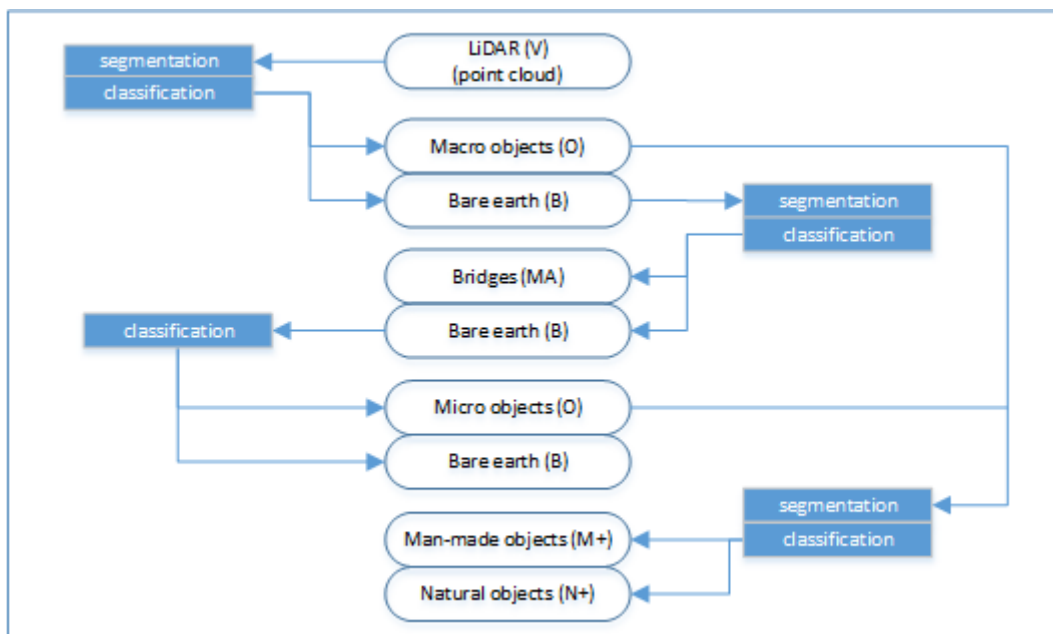 LiDAR (V)
(point cloud)
segmentation
classification
Macro objects (O)
Bare earth (B)
segmentation
classification
Bridges (MA)
Bare earth (B)
classification
Micro objects (O)
Bare earth (B)
segmentation
classification
Man-made objects (M+)
Natural objects (N+)